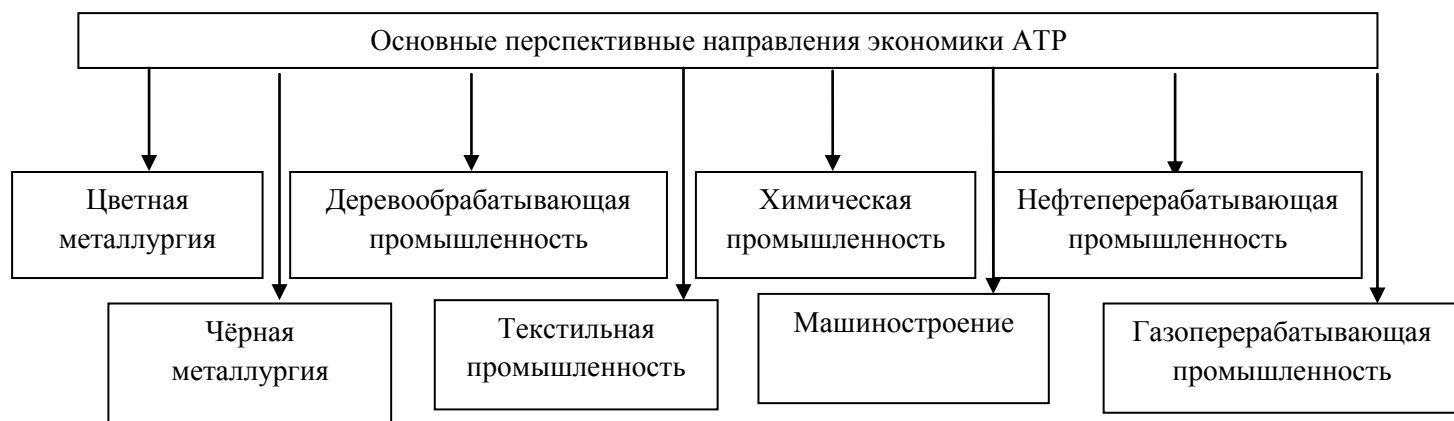 Основные перспективные направления экономики АТР
Цветная
металлургия
Деревообрабатывающая
промышленность
Химическая
промышленность
Нефтеперерабатывающая
промышленность
Чёрная
металлургия
Текстильная
промышленность
Машиностроение
Газоперерабатывающая
промышленность